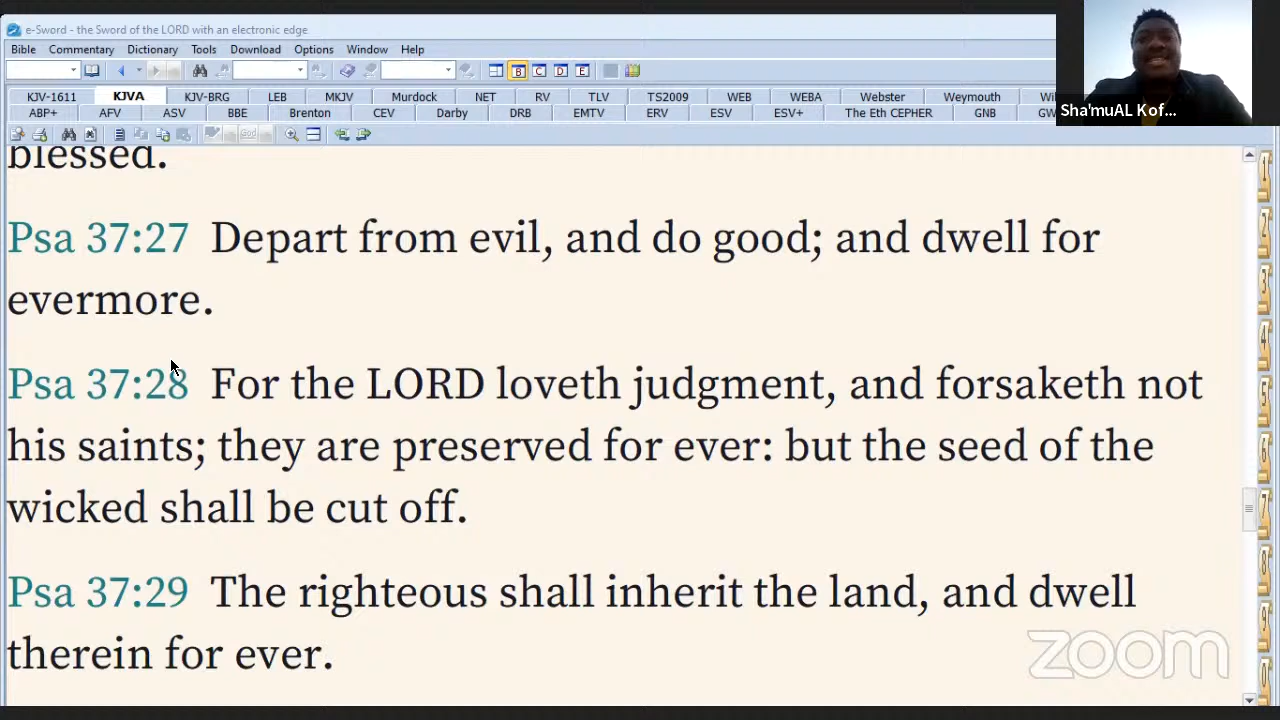 e-Sword - the Sword of the LORD with an electronic edge
Bible Commentary Dictionary Tools Download Options Window Help
B C D E
KJV-1611 KJVA KJV-BRG LEB MKJV Murdock NET RV TLV TS2009 WEB WEBA Webster Weymouth
ABP+ AFV ASV BBE Brenton CEV Darby DRB EMTV ERV ESV ESV+ The Eth CEPHER GNB
God
Sha'muAL Kof...
blessed.
Psa 37:27 Depart from evil, and do good; and dwell for
evermore.
Psa 37:28 For the LORD loveth judgment, and forsaketh not
his saints; they are preserved for ever: but the seed of the
wicked shall be cut off.
Psa 37:29 The righteous shall inherit the land, and dwell
therein for ever.
zoom